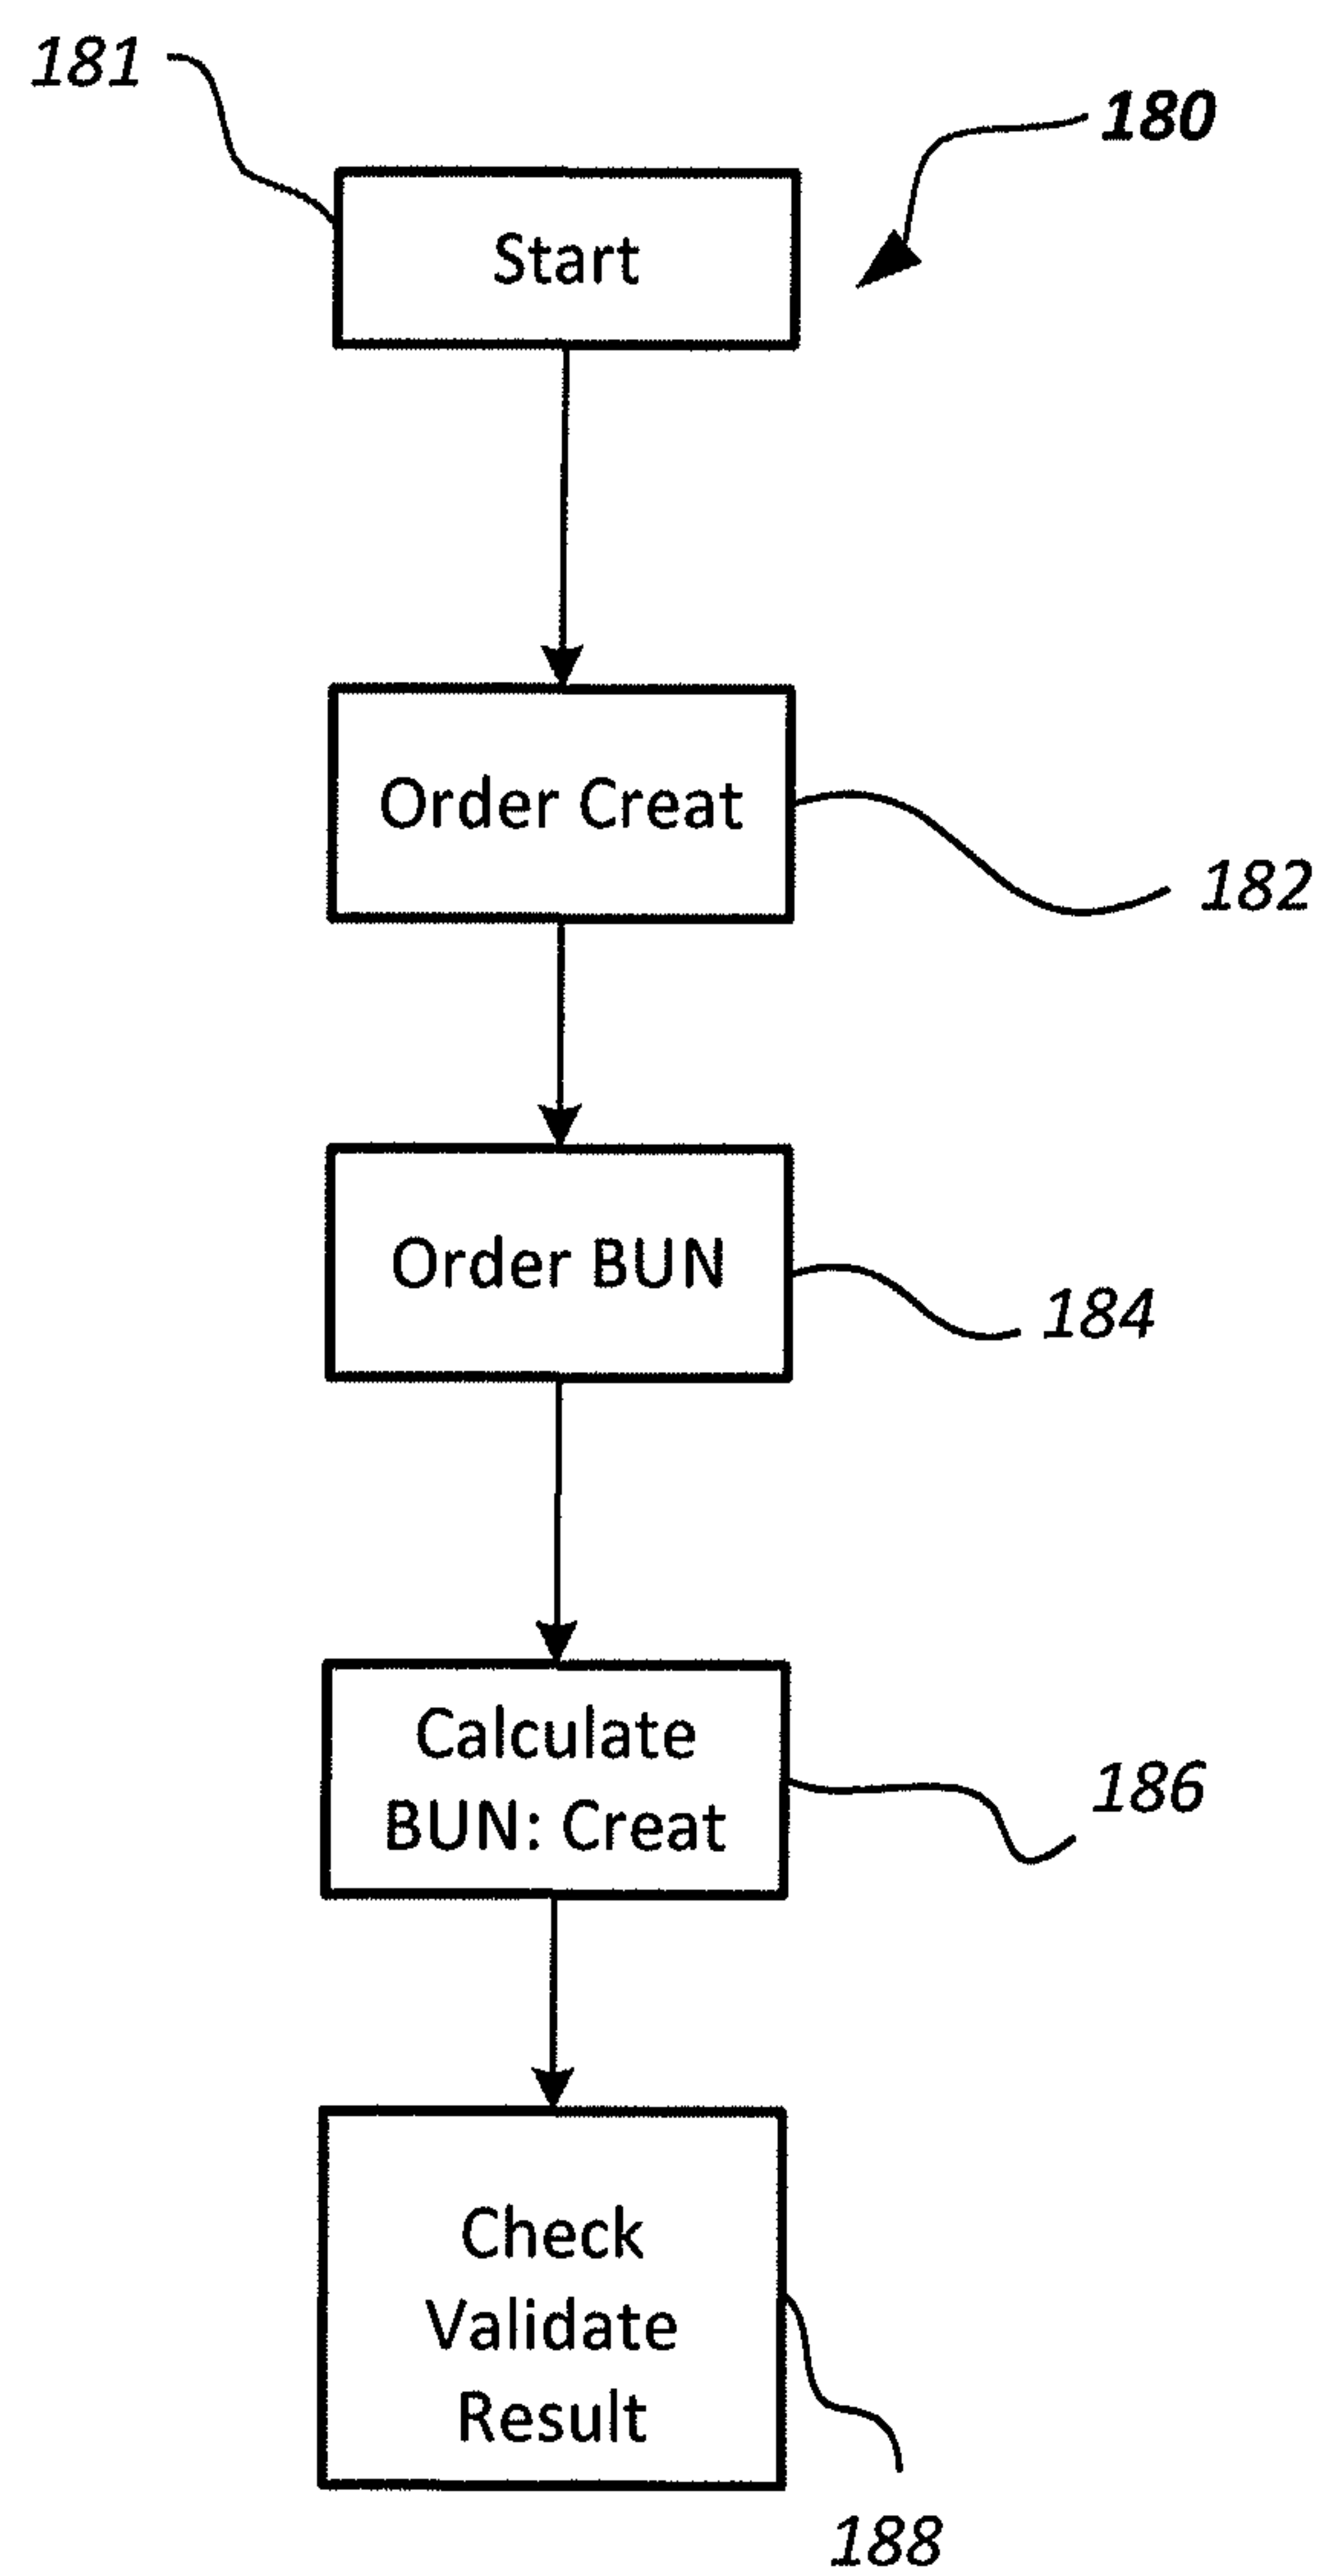 181
180
Start
Order Creat
182
Order BUN
184
Calculate
BUN: Creat
186
Check
Validate
Result
188